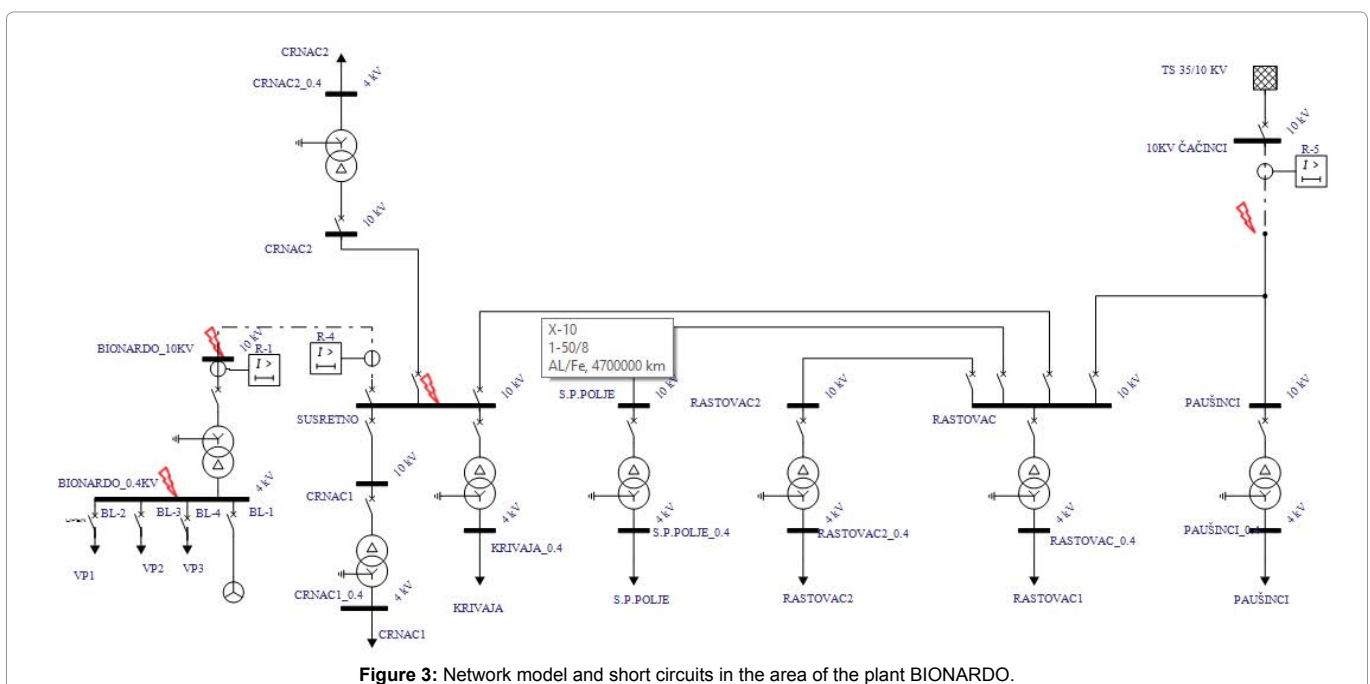 CRNAC2
CRNAC2_0.4
4 kV
10 kV
CRNAC2
TS 35/10 KV
10 kV
10KV ČAČINCI
R-5
I >
BIONARDO_10KV
10 kV
R-1
I >
R-4
I >
X-10
1-50/8
AL/Fe, 4700000 km
SUSRETNO
10 kV
S.P.POLJE
10 kV
RASTOVAC2
10 kV
RASTOVAC
10 kV
PAUŠINCI
10 kV
BIONARDO_0.4KV
4 kV
BL-2
BL-3
BL-4
BL-1
VP1
VP2
VP3
CRNAC1
10 kV
CRNAC1_0.4
4 kV
CRNAC1
4 kV
KRIVAJA_0.4
KRIVAJA
4 kV
S.P.POLJE_0.4
S.P.POLJE
4 kV
RASTOVAC2_0.4
RASTOVAC2
4 kV
RASTOVAC_0.4
RASTOVAC1
4 kV
PAUŠINCI_0.4
PAUŠINCI
Figure 3: Network model and short circuits in the area of the plant BIONARDO.